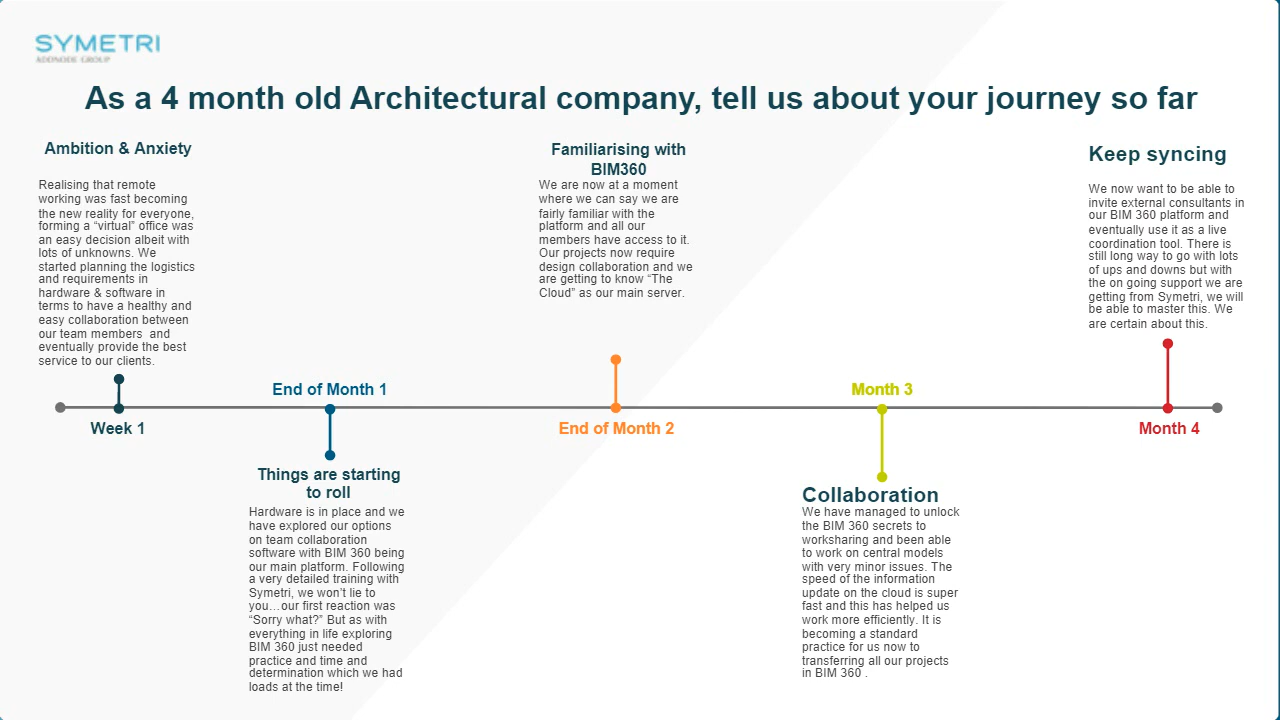 SYMETRI
ADDNODE GROUP
As a 4 month old Architectural company, tell us about your journey so far
Ambition & Anxiety
Realising that remote
working was fast becoming
the new reality for everyone,
forming a “virtual” office was
an easy decision albeit with
lots of unknowns. We
started planning the logistics
and requirements in
hardware & software in
terms to have a healthy and
easy collaboration between
our team members  and
eventually provide the best
service to our clients.
Week 1
End of Month 1
Things are starting
to roll
Hardware is in place and we
have explored our options
on team collaboration
software with BIM 360 being
our main platform. Following
a very detailed training with
Symetri, we won’t lie to
you…our first reaction was
“Sorry what?” But as with
everything in life exploring
BIM 360 just needed
practice and time and
determination which we had
loads at the time!
Familiarising with
BIM360
We are now at a moment
where we can say we are
fairly familiar with the
platform and all our
members have access to it.
Our projects now require
design collaboration and we
are getting to know “The
Cloud” as our main server.
End of Month 2
Month 3
Collaboration
We have managed to unlock
the BIM 360 secrets to
worksharing and been able
to work on central models
with very minor issues. The
speed of the information
update on the cloud is super
fast and this has helped us
work more efficiently. It is
becoming a standard
practice for us now to
transferring all our projects
in BIM 360 .
Keep syncing
We now want to be able to
invite external consultants in
our BIM 360 platform and
eventually use it as a live
coordination tool. There is
still long way to go with lots
of ups and downs but with
the on going support we are
getting from Symetri, we will
be able to master this. We
are certain about this.
Month 4